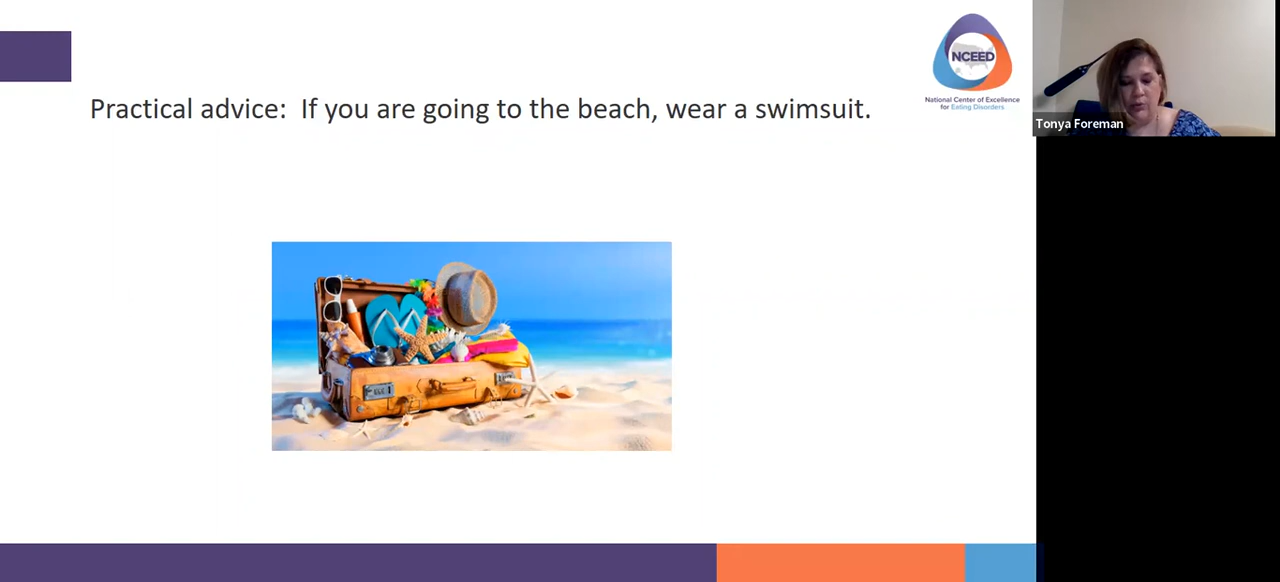 Practical advice:  If you are going to the beach, wear a swimsuit.
NCEED
National Center of Excellence
for Eating Disorders
Tonya Foreman